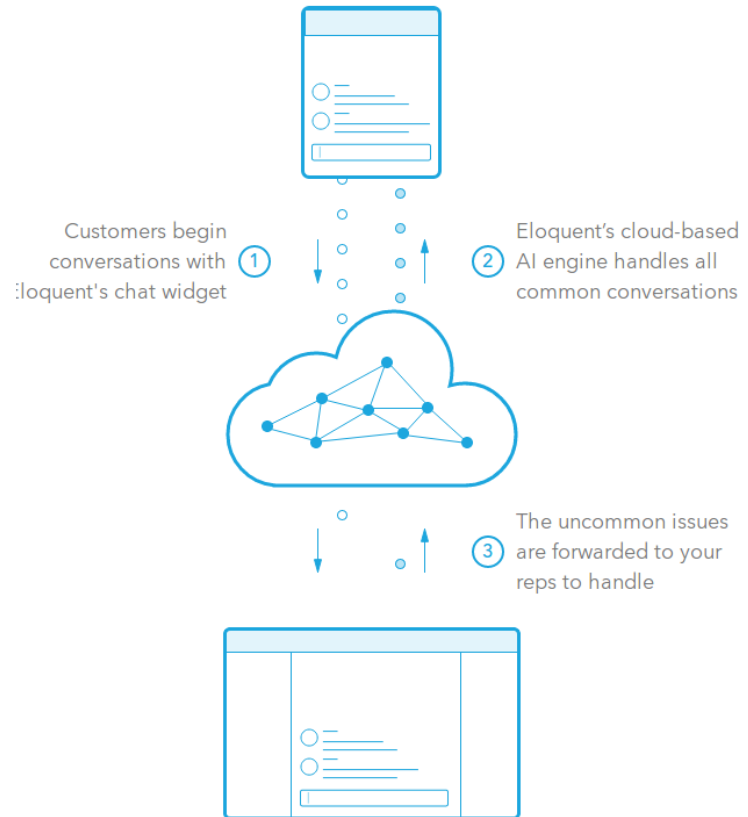 Customers begin
conversations with
Eloquent's chat widget
1
2
Eloquent’s cloud-based
AI engine handles all
common conversations
3
The uncommon issues
are forwarded to your
reps to handle